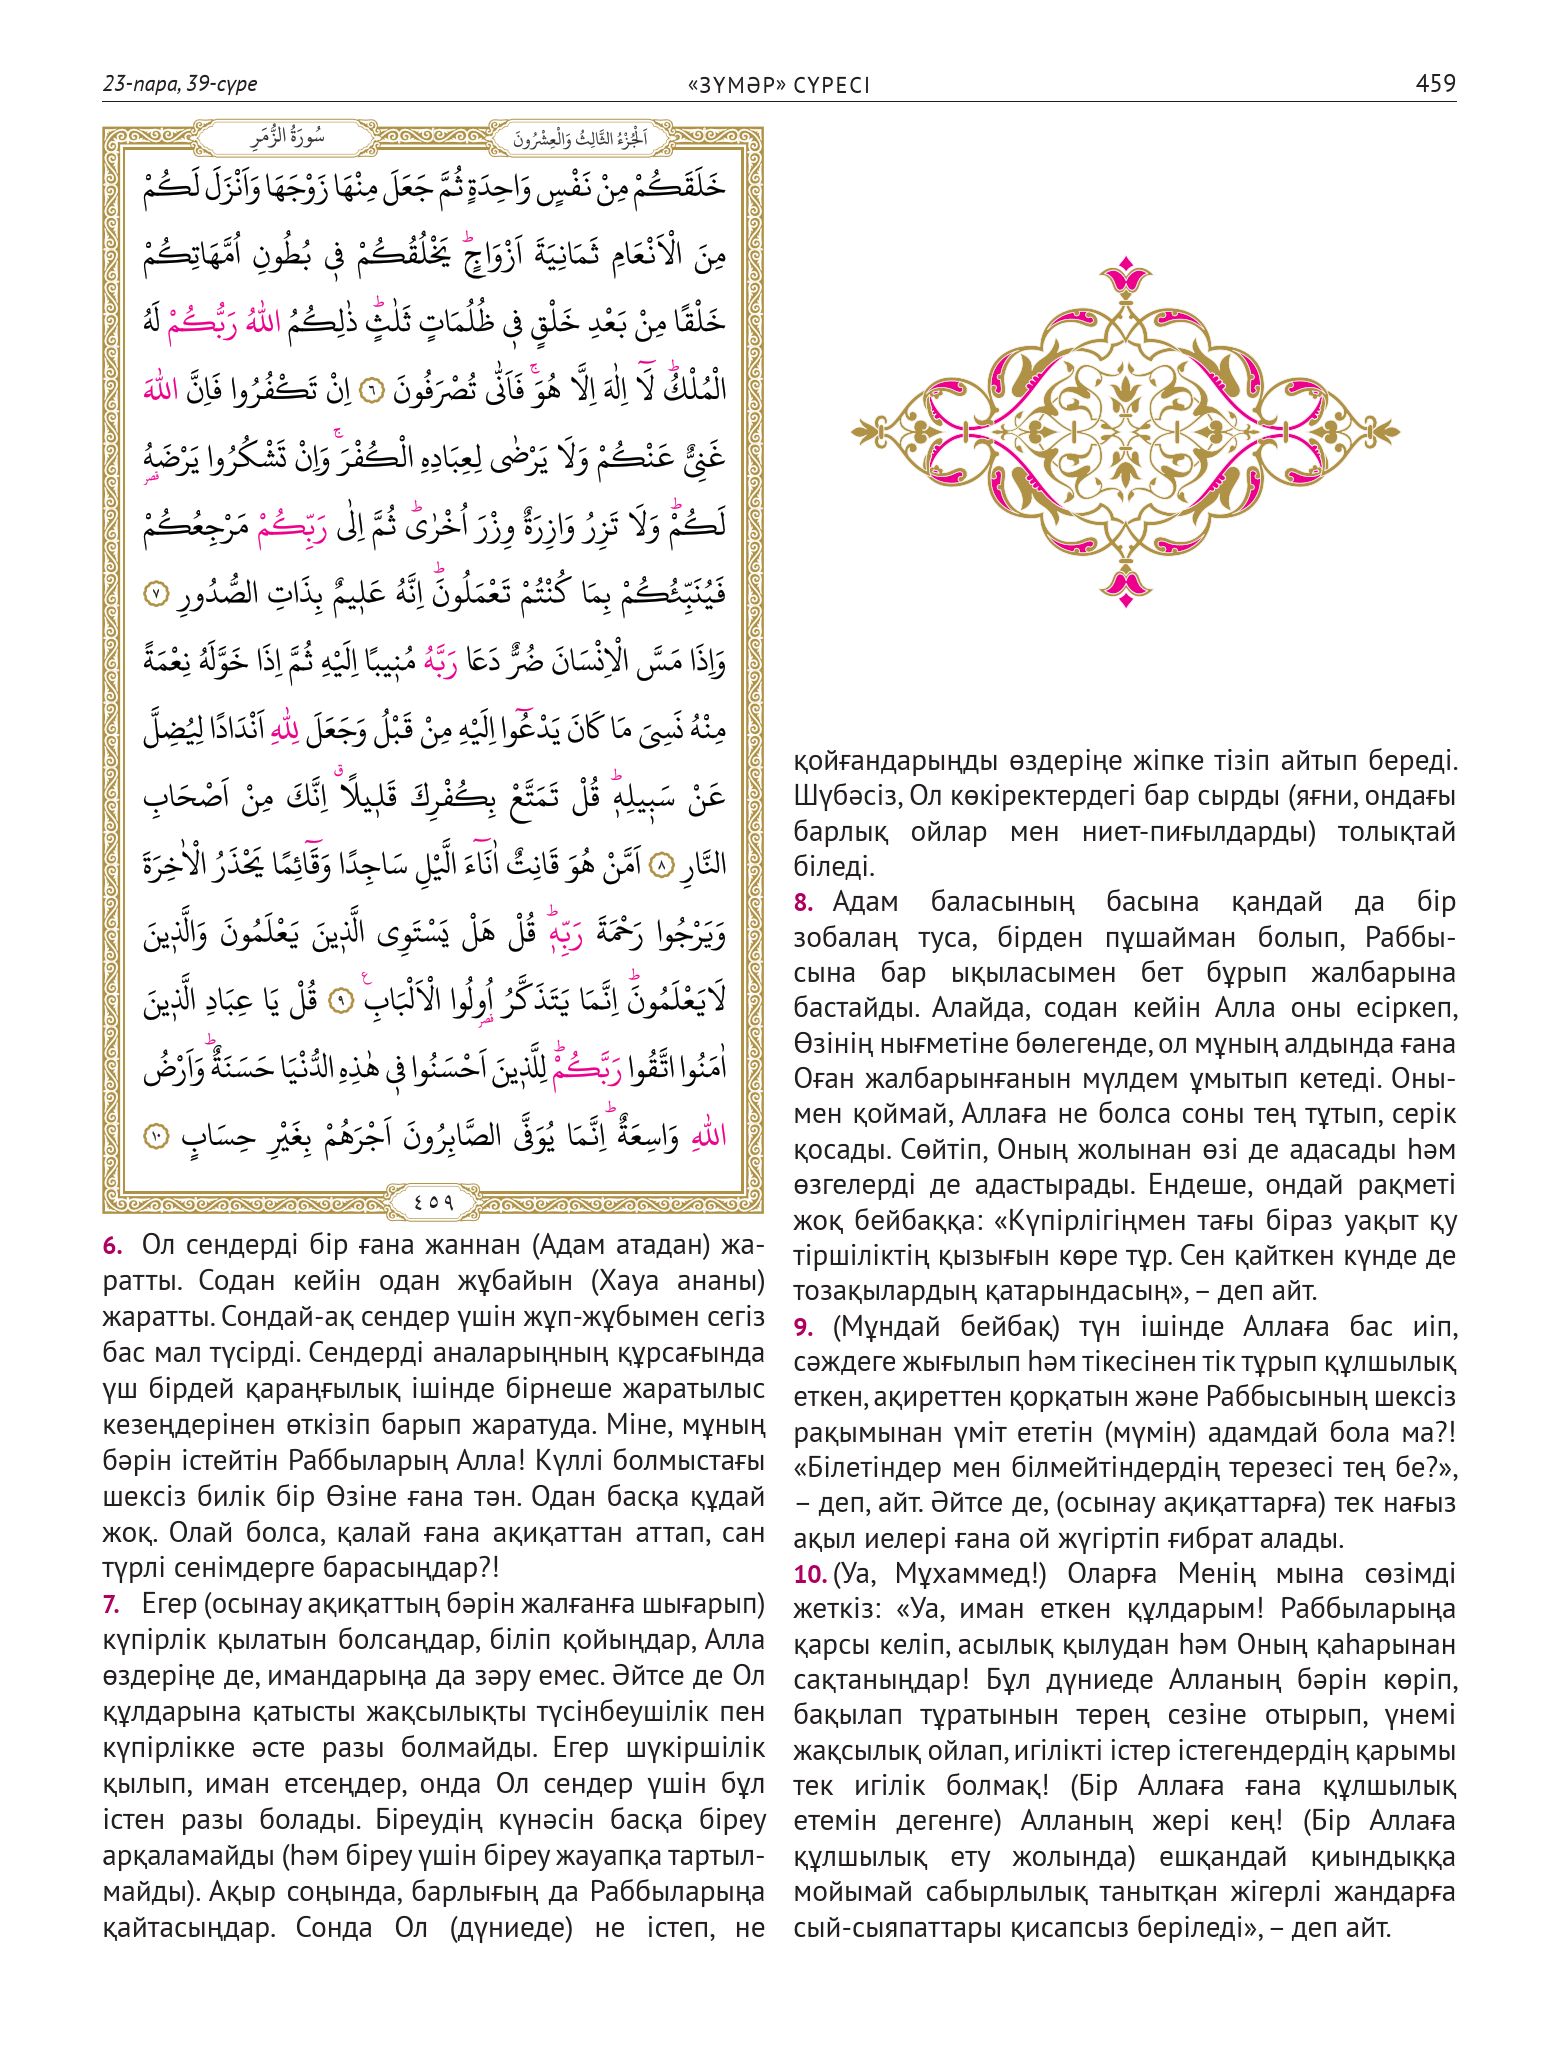 23-пара, 39-сүре
«ЗҮМӘР» СҮРЕСІ
459
سُورَةُ الزُّمَرِ
اَلْجُزْءُ الثَّالِثُ وَالْعِشْرُونَ
خَلَقَكُمْ مِنْ نَفْسٍ وَاحِدَةٍ ثُمَّ جَعَلَ مِنْهَا زَوْجَهَا وَاَنْزَلَ لَكُمْ
مِنَ الْاَنْعَامِ ثَمَانِيَةَ اَزْوَاجٍۜ يَخْلُقُكُمْ ف۪ي بُطُونِ اُمَّهَاتِكُمْ
خَلْقًا مِنْ بَعْدِ خَلْقٍ ف۪ي ظُلُمَاتٍ ثَلٰثٍۜ ذٰلِكُمُ اللّٰهُ رَبُّكُمْ لَهُ
الْمُلْكُۜ لَٓا اِلٰهَ اِلَّا هُوَۚ فَاَنّٰى تُصْرَفُونَ ﴿٦﴾ اِنْ تَكْفُرُوا فَاِنَّ اللّٰهَ
غَنِيٌّ عَنْكُمْ وَلَا يَرْضٰى لِعِبَادِهِ الْكُفْرَۚ وَاِنْ تَشْكُرُوا يَرْضَهُ قصر
لَكُمْۜ وَلَا تَزِرُ وَازِرَةٌ وِزْرَ اُخْرٰىۜ ثُمَّ اِلٰى رَبِّكُمْ مَرْجِعُكُمْ
فَيُنَبِّئُكُمْ بِمَا كُنْتُمْ تَعْمَلُونَۜ اِنَّهُ عَل۪يمٌ بِذَاتِ الصُّدُورِ ﴿٧﴾
وَاِذَا مَسَّ الْاِنْسَانَ ضُرٌّ دَعَا رَبَّهُ مُن۪يبًا اِلَيْهِ ثُمَّ اِذَا خَوَّلَهُ نِعْمَةً
مِنْهُ نَسِيَ مَا كَانَ يَدْعُٓوا اِلَيْهِ مِنْ قَبْلُ وَجَعَلَ لِلّٰهِ اَنْدَادًا لِيُضِلَّ
عَنْ سَب۪يلِه۪ۜ قُلْ تَمَتَّعْ بِكُفْرِكَ قَل۪يلًاۗ اِنَّكَ مِنْ اَصْحَابِ
النَّارِ ﴿٨﴾ اَمَّنْ هُوَ قَانِتٌ اٰنَٓاءَ الَّيْلِ سَاجِدًا وَقَٓائِمًا يَحْذَرُ الْاٰخِرَةَ
وَيَرْجُوا رَحْمَةَ رَبِّه۪ۜ قُلْ هَلْ يَسْتَوِي الَّذ۪ينَ يَعْلَمُونَ وَالَّذ۪ينَ
لَايَعْلَمُونَۜ اِنَّمَا يَتَذَكَّرُ اُو۬لُوا قصر الْاَلْبَابِ ع ﴿٩﴾ قُلْ يَا عِبَادِ الَّذ۪ينَ
اٰمَنُوا اتَّقُوا رَبَّكُمْۜ لِلَّذ۪ينَ اَحْسَنُوا ف۪ي هٰذِهِ الدُّنْيَا حَسَنَةٌۜ وَاَرْضُ
اللّٰهِ وَاسِعَةٌۜ اِنَّمَا يُوَفَّى الصَّابِرُونَ اَجْرَهُمْ بِغَيْرِ حِسَابٍ ﴿١٠﴾
٤٥٩
6. Ол сендерді бір ғана жаннан (Адам атадан) жа-
ратты. Содан кейін одан жұбайын (Хауа ананы)
жаратты. Сондай-ақ сендер үшін жұп-жұбымен сегіз
бас мал түсірді. Сендерді аналарыңның құрсағында
үш бірдей қараңғылық ішінде бірнеше жаратылыс
кезеңдерінен өткізіп барып жаратуда. Міне, мұның
бәрін істейтін Раббыларың Алла! Күллі болмыстағы
шексіз билік бір Өзіне ғана тән. Одан басқа құдай
жоқ. Олай болса, қалай ғана ақиқаттан аттап, сан
түрлі сенімдерге барасыңдар?!
7. Егер (осынау ақиқаттың бәрін жалғанға шығарып)
күпірлік қылатын болсаңдар, біліп қойыңдар, Алла
өздеріңе де, имандарыңа да зәру емес. Әйтсе де Ол
құлдарына қатысты жақсылықты түсінбеушілік пен
күпірлікке әсте разы болмайды. Егер шүкіршілік
қылып, иман етсеңдер, онда Ол сендер үшін бұл
істен разы болады. Біреудің күнәсін басқа біреу
арқаламайды (һәм біреу үшін біреу жауапқа тартыл-
майды). Ақыр соңында, барлығың да Раббыларыңа
қайтасыңдар. Сонда Ол (дүниеде) не істеп, не
қойғандарыңды өздеріңе жіпке тізіп айтып береді.
Шүбәсіз, Ол көкіректердегі бар сырды (яғни, ондағы
барлық ойлар мен ниет-пиғылдарды) толықтай
біледі.
8. Адам баласының басына қандай да бір
зобалаң туса, бірден пұшайман болып, Раббы-
сына бар ықыласымен бет бұрып жалбарына
бастайды. Алайда, содан кейін Алла оны есіркеп,
Өзінің нығметіне бөлегенде, ол мұның алдында ғана
Оған жалбарынғанын мүлдем ұмытып кетеді. Оны-
мен қоймай, Аллаға не болса соны тең тұтып, серік
қосады. Сөйтіп, Оның жолынан өзі де адасады һәм
өзгелерді де адастырады. Ендеше, ондай рақметі
жоқ бейбаққа: «Күпірлігіңмен тағы біраз уақыт қу
тіршіліктің қызығын көре тұр. Сен қайткен күнде де
тозақылардың қатарындасың», – деп айт.
9. (Мұндай бейбақ) түн ішінде Аллаға бас иіп,
сәждеге жығылып һәм тікесінен тік тұрып құлшылық
еткен, ақиреттен қорқатын және Раббысының шексіз
рақымынан үміт ететін (мүмін) адамдай бола ма?!
«Білетіндер мен білмейтіндердің терезесі тең бе?»,
– деп, айт. Әйтсе де, (осынау ақиқаттарға) тек нағыз
ақыл иелері ғана ой жүгіртіп ғибрат алады.
10. (Уа, Мұхаммед!) Оларға Менің мына сөзімді
жеткіз: «Уа, иман еткен құлдарым! Раббыларыңа
қарсы келіп, асылық қылудан һәм Оның қаһарынан
сақтаныңдар! Бұл дүниеде Алланың бәрін көріп,
бақылап тұратынын терең сезіне отырып, үнемі
жақсылық ойлап, игілікті істер істегендердің қарымы
тек игілік болмақ! (Бір Аллаға ғана құлшылық
етемін дегенге) Алланың жері кең! (Бір Аллаға
құлшылық ету жолында) ешқандай қиындыққа
мойымай сабырлылық танытқан жігерлі жандарға
сый-сыяпаттары қисапсыз беріледі», – деп айт.